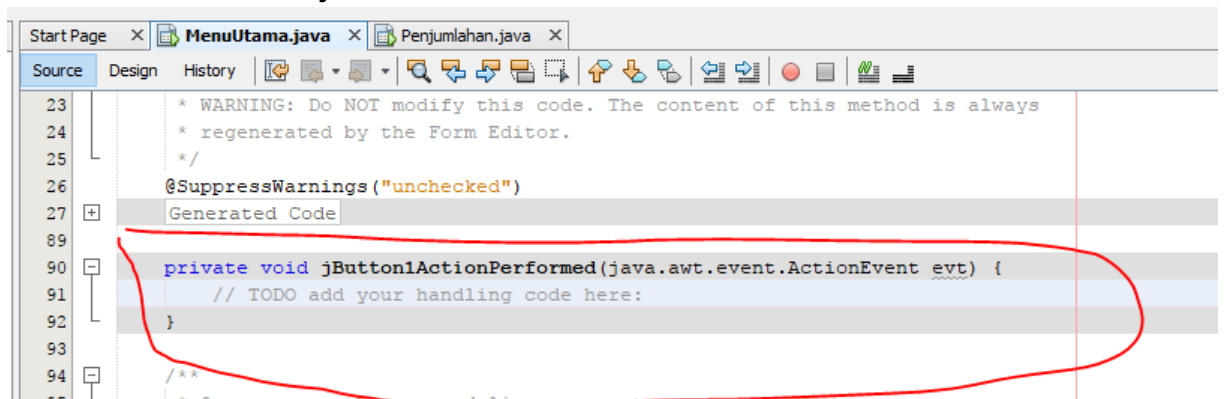 Start Page MenuUtama.java Penjumlahan.java
Source Design History
23 * WARNING: Do NOT modify this code. The content of this method is always
24 * regenerated by the Form Editor.
25 */
26 @SuppressWarnings("unchecked")
27 Generated Code
89
90 private void jButton1ActionPerformed(java.awt.event.ActionEvent evt) {
91 // TODO add your handling code here:
92 }
93
94 /**